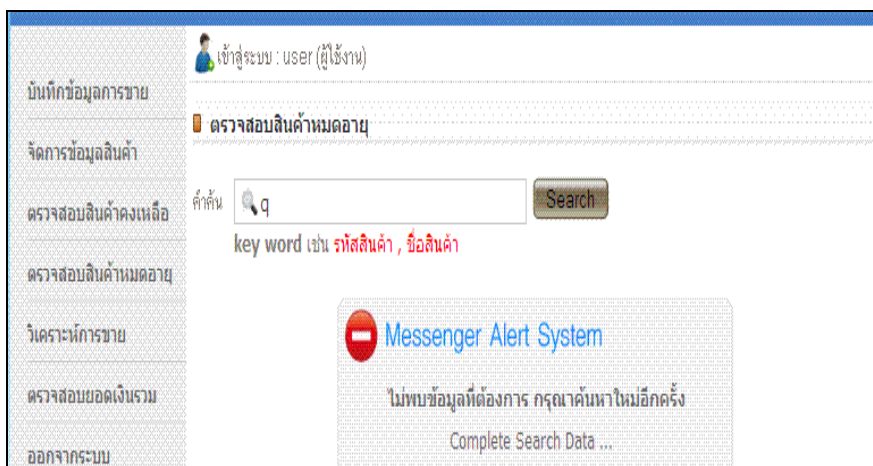 เข้าสู่ระบบ : user (ผู้ใช้งาน)
บันทึกข้อมูลการขาย
จัดการข้อมูลสินค้า
ตรวจสอบสินค้าคงเหลือ
ตรวจสอบสินค้าหมดอายุ
วิเคราะห์การขาย
ตรวจสอบยอดเงินรวม
ออกจากระบบ
ตรวจสอบสินค้าหมดอายุ
คำค้น q Search
key word เช่น รหัสสินค้า , ชื่อสินค้า
Messenger Alert System
ไม่พบข้อมูลที่ต้องการ กรุณาค้นหาใหม่อีกครั้ง
Complete Search Data ...